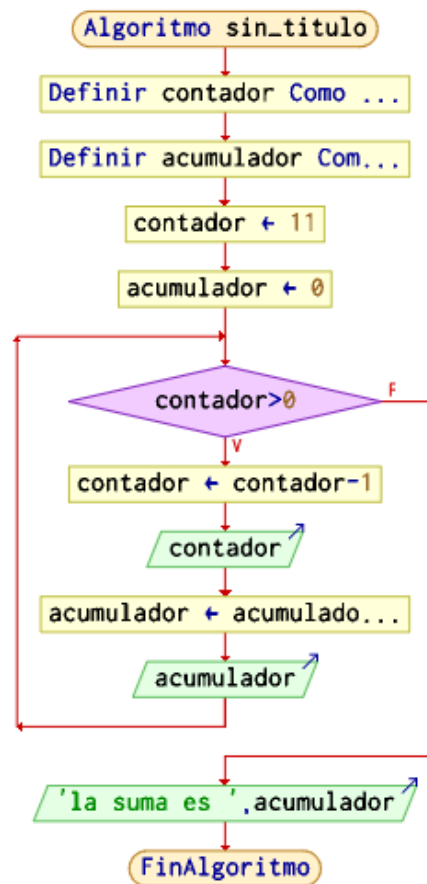 Algoritmo sin_titulo
Definir contador Como ...
Definir acumulador Com...
contador ← 11
acumulador ← 0
contador>0
F
V
contador ← contador-1
contador
acumulador ← acumulado...
acumulador
'la suma es ',acumulador
FinAlgoritmo